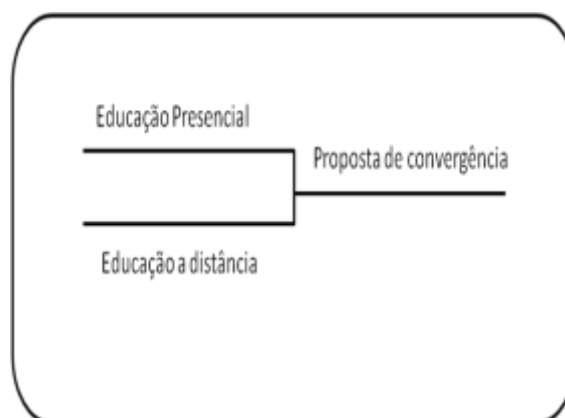 Educação Presencial
Proposta de convergência
Educação a distância